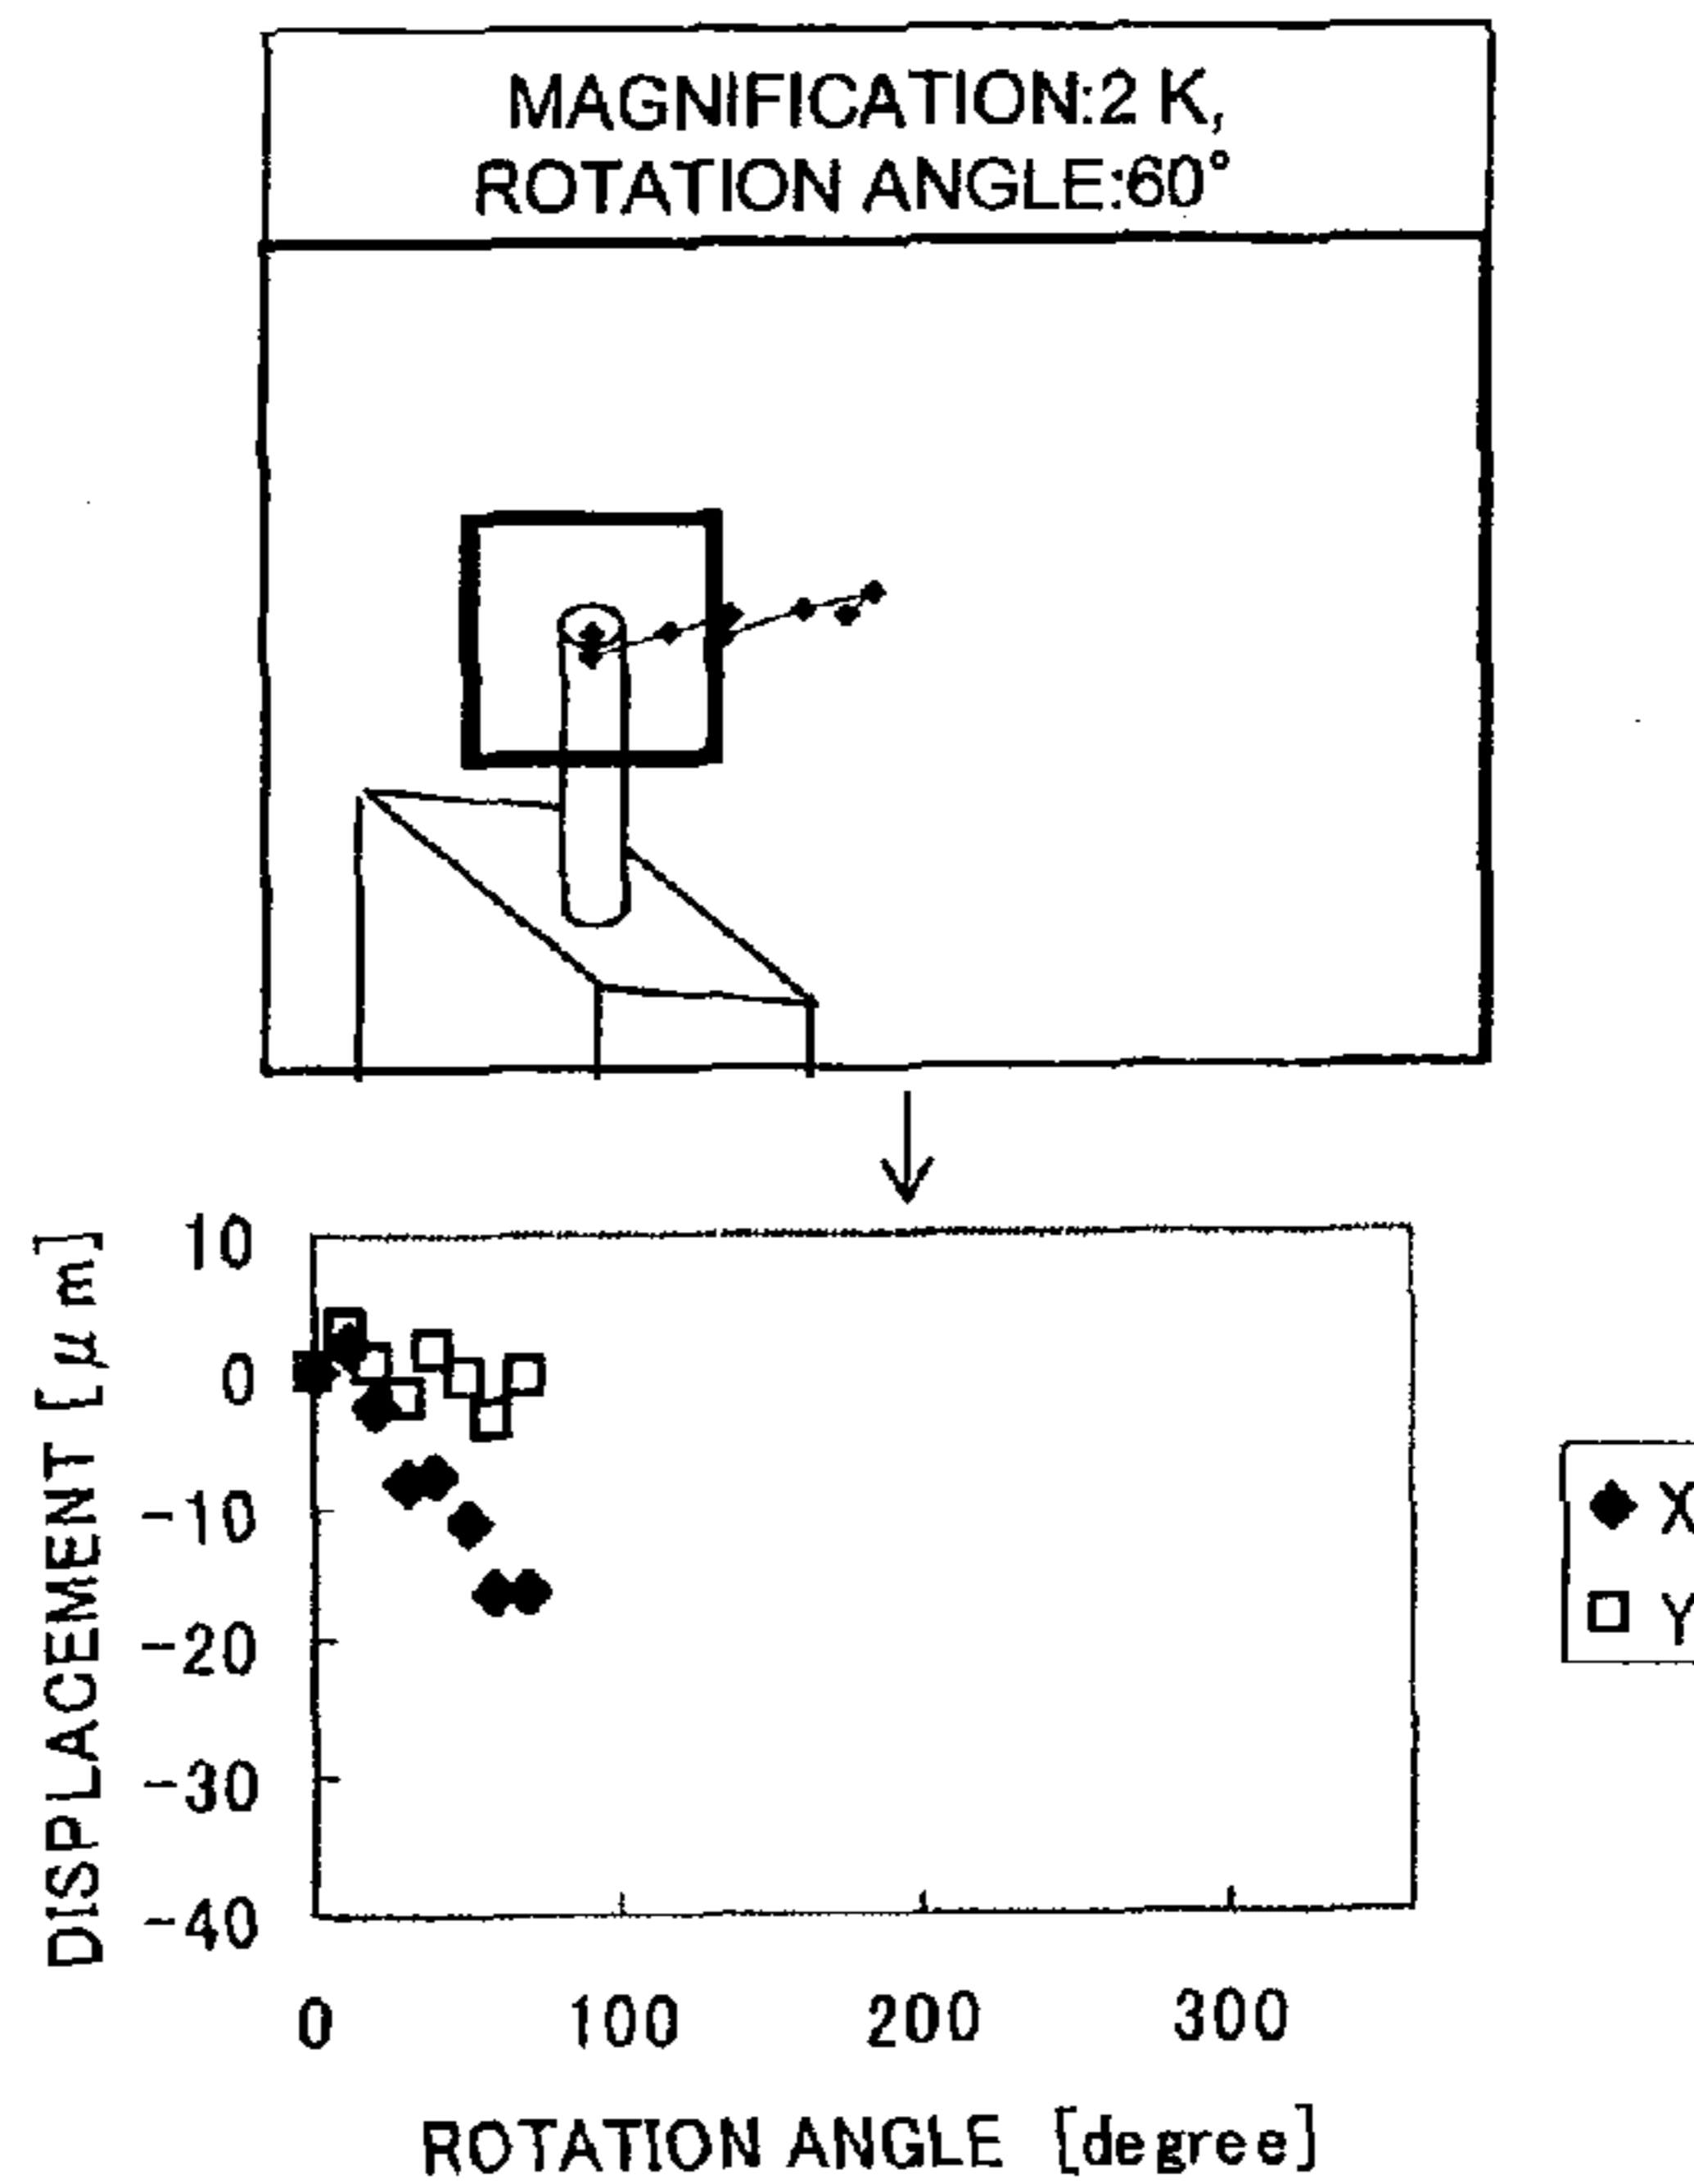 MAGNIFICATION:2 K,
ROTATION ANGLE:60°
DISPLACEMENT [μm]
10
0
-10
-20
-30
-40
0 100 200 300
ROTATION ANGLE [degree]
X
Y